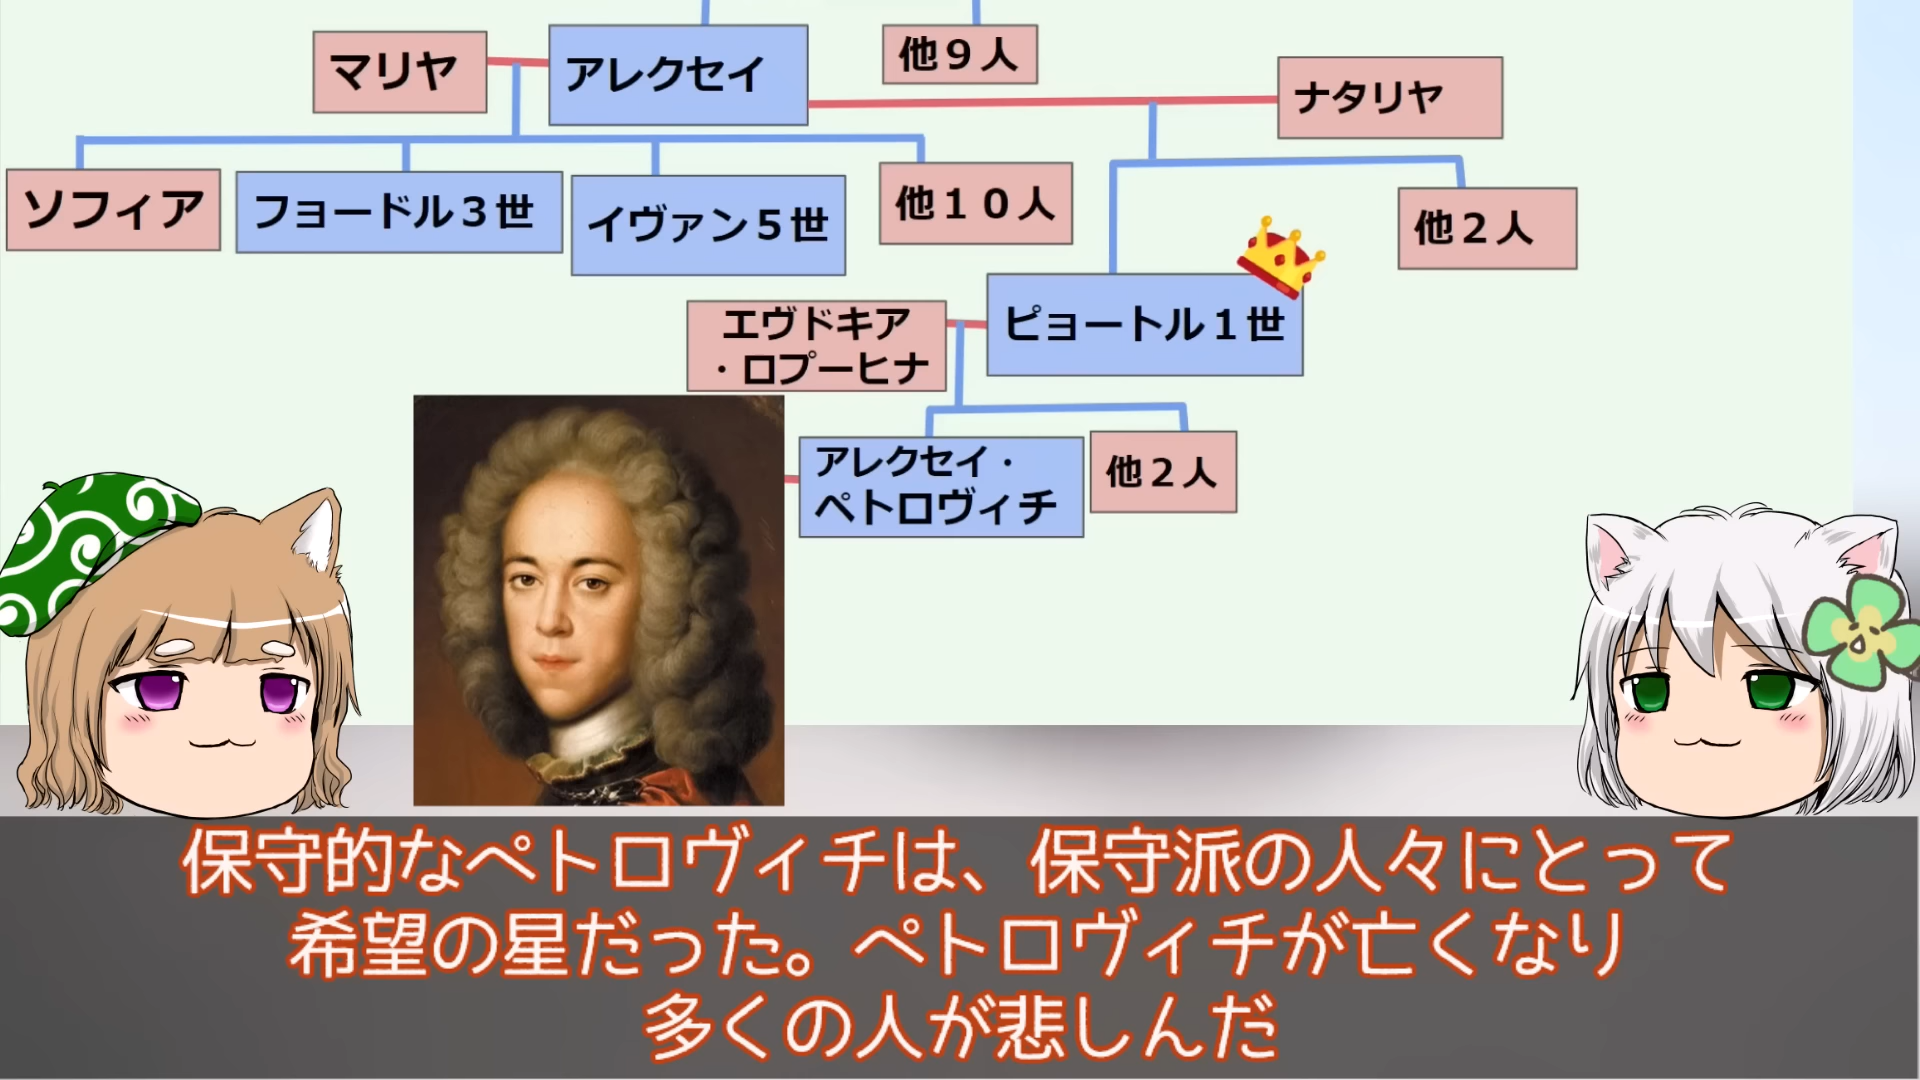 マリヤ
アレクセイ
他９人
ナタリヤ
ソフィア
フョードル３世
イヴァン５世
他１０人
他２人
エヴドキア
・ロプーヒナ
ピョートル１世
アレクセイ・
ペトロヴィチ
他２人
保守的なペトロヴィチは、保守派の人々にとって
希望の星だった。ペトロヴィチが亡くなり
多くの人が悲しんだ